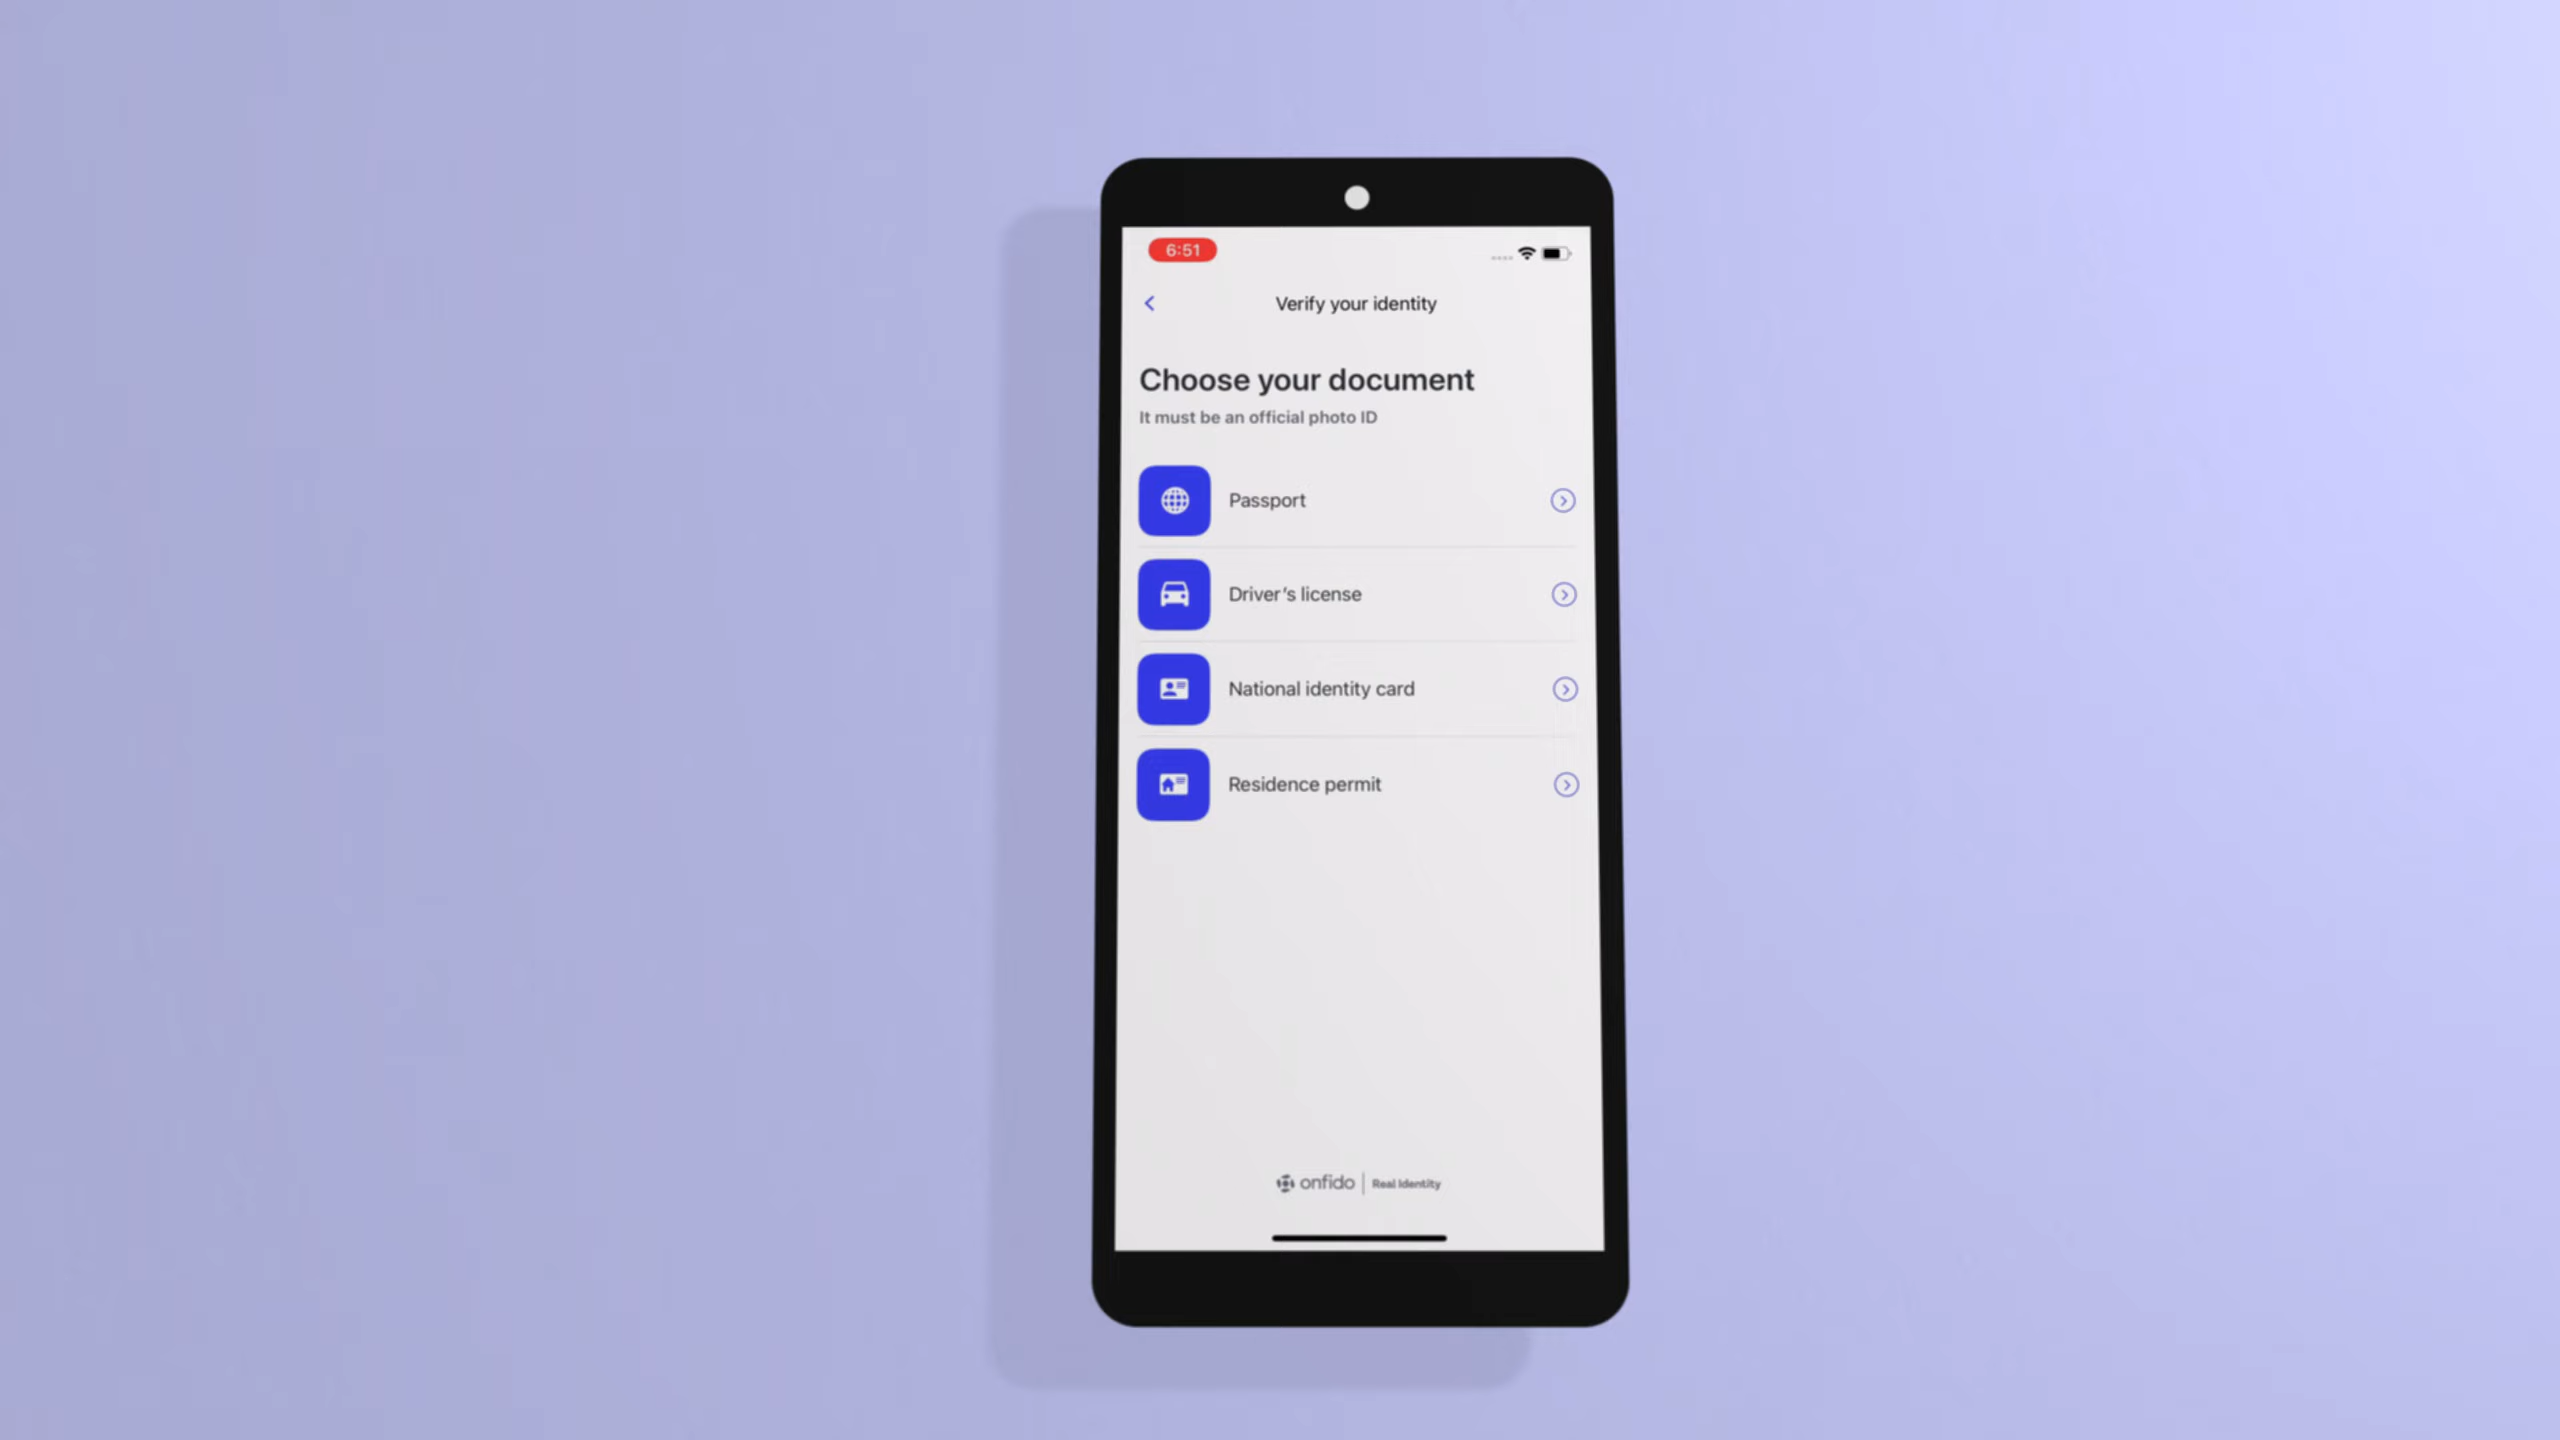 6:51
Verify your identity
Choose your document
It must be an official photo ID
Passport
Driver's license
National identity card
Residence permit
onfido | Real Identity